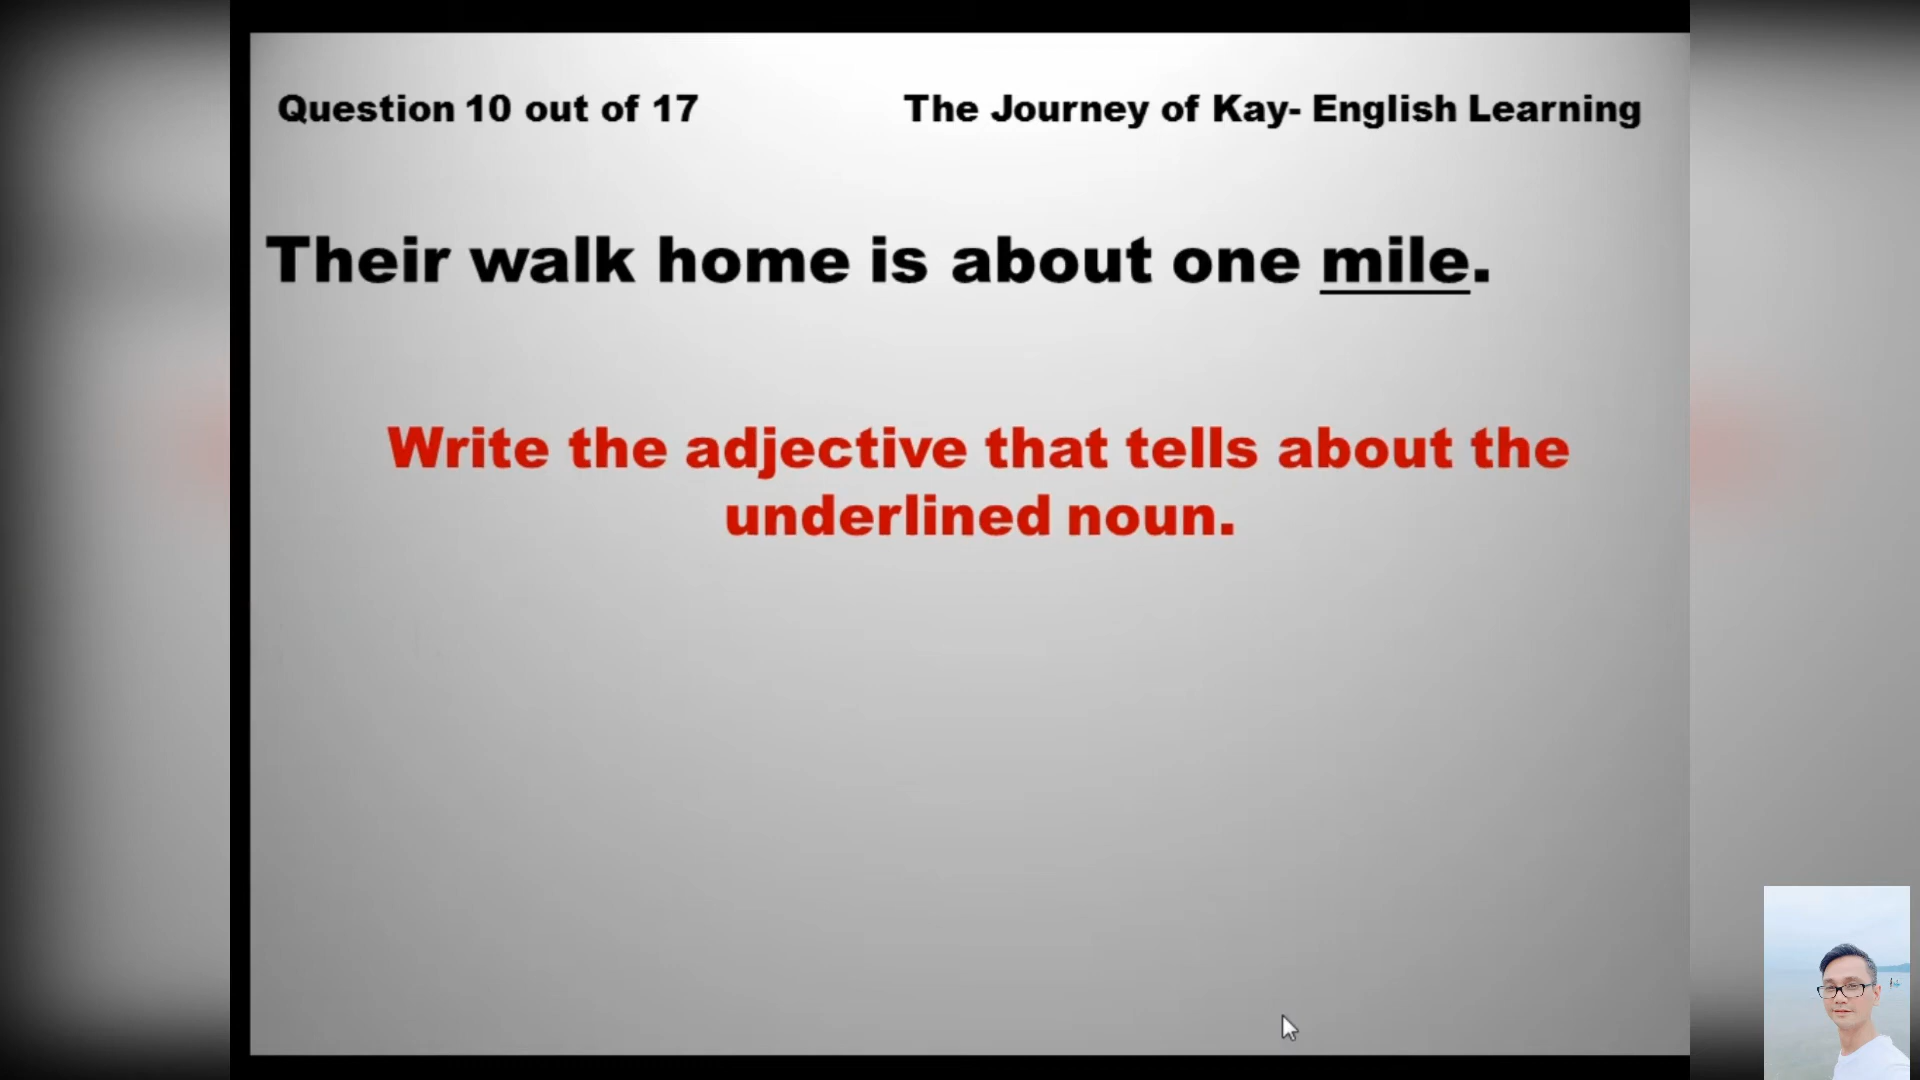 Question 10 out of 17 The Journey of Kay- English Learning
Their walk home is about one mile.
Write the adjective that tells about the
underlined noun.